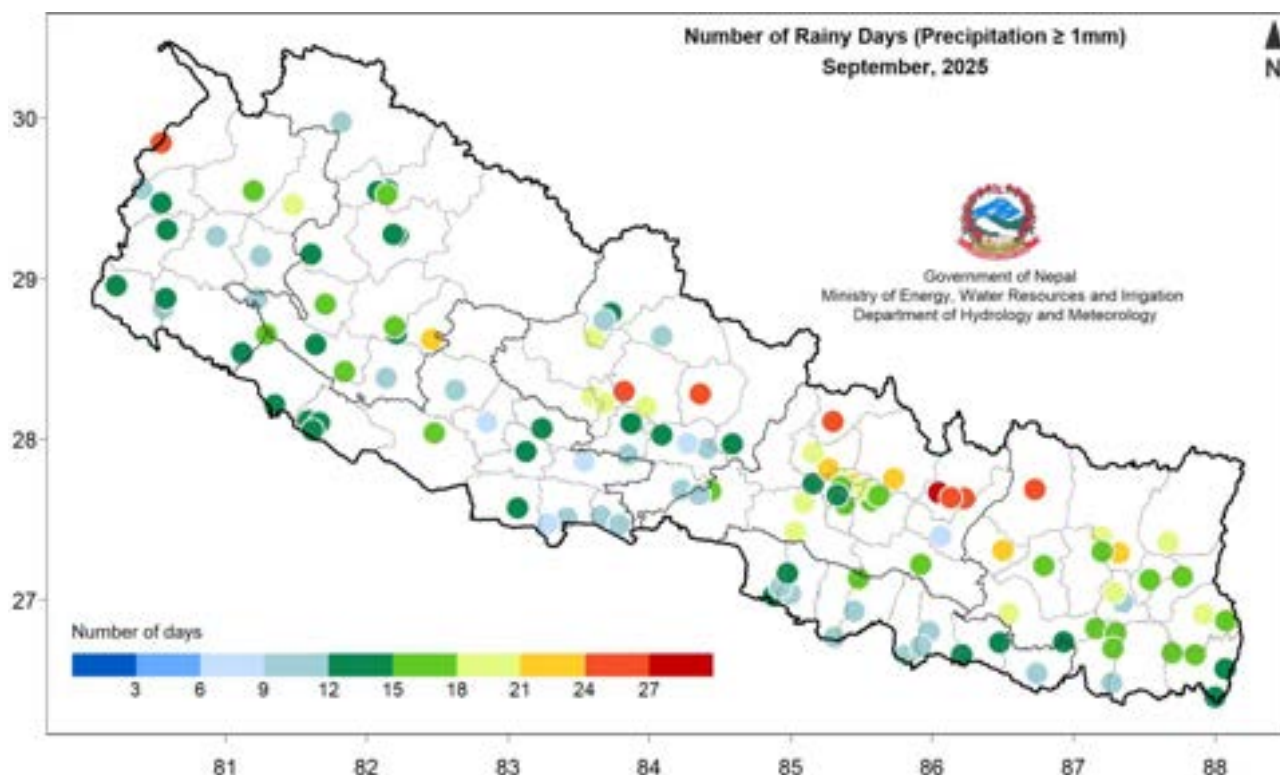 Number of Rainy Days (Precipitation ≥ 1mm)
September, 2025
N
30
29
28
27
Government of Nepal
Ministry of Energy, Water Resources and Irrigation
Department of Hydrology and Meteorology
Number of days
3 6 9 12 15 18 21 24 27
81 82 83 84 85 86 87 88